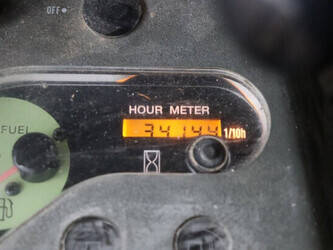 OFF
HOUR METER
34144 1/10h
FUEL